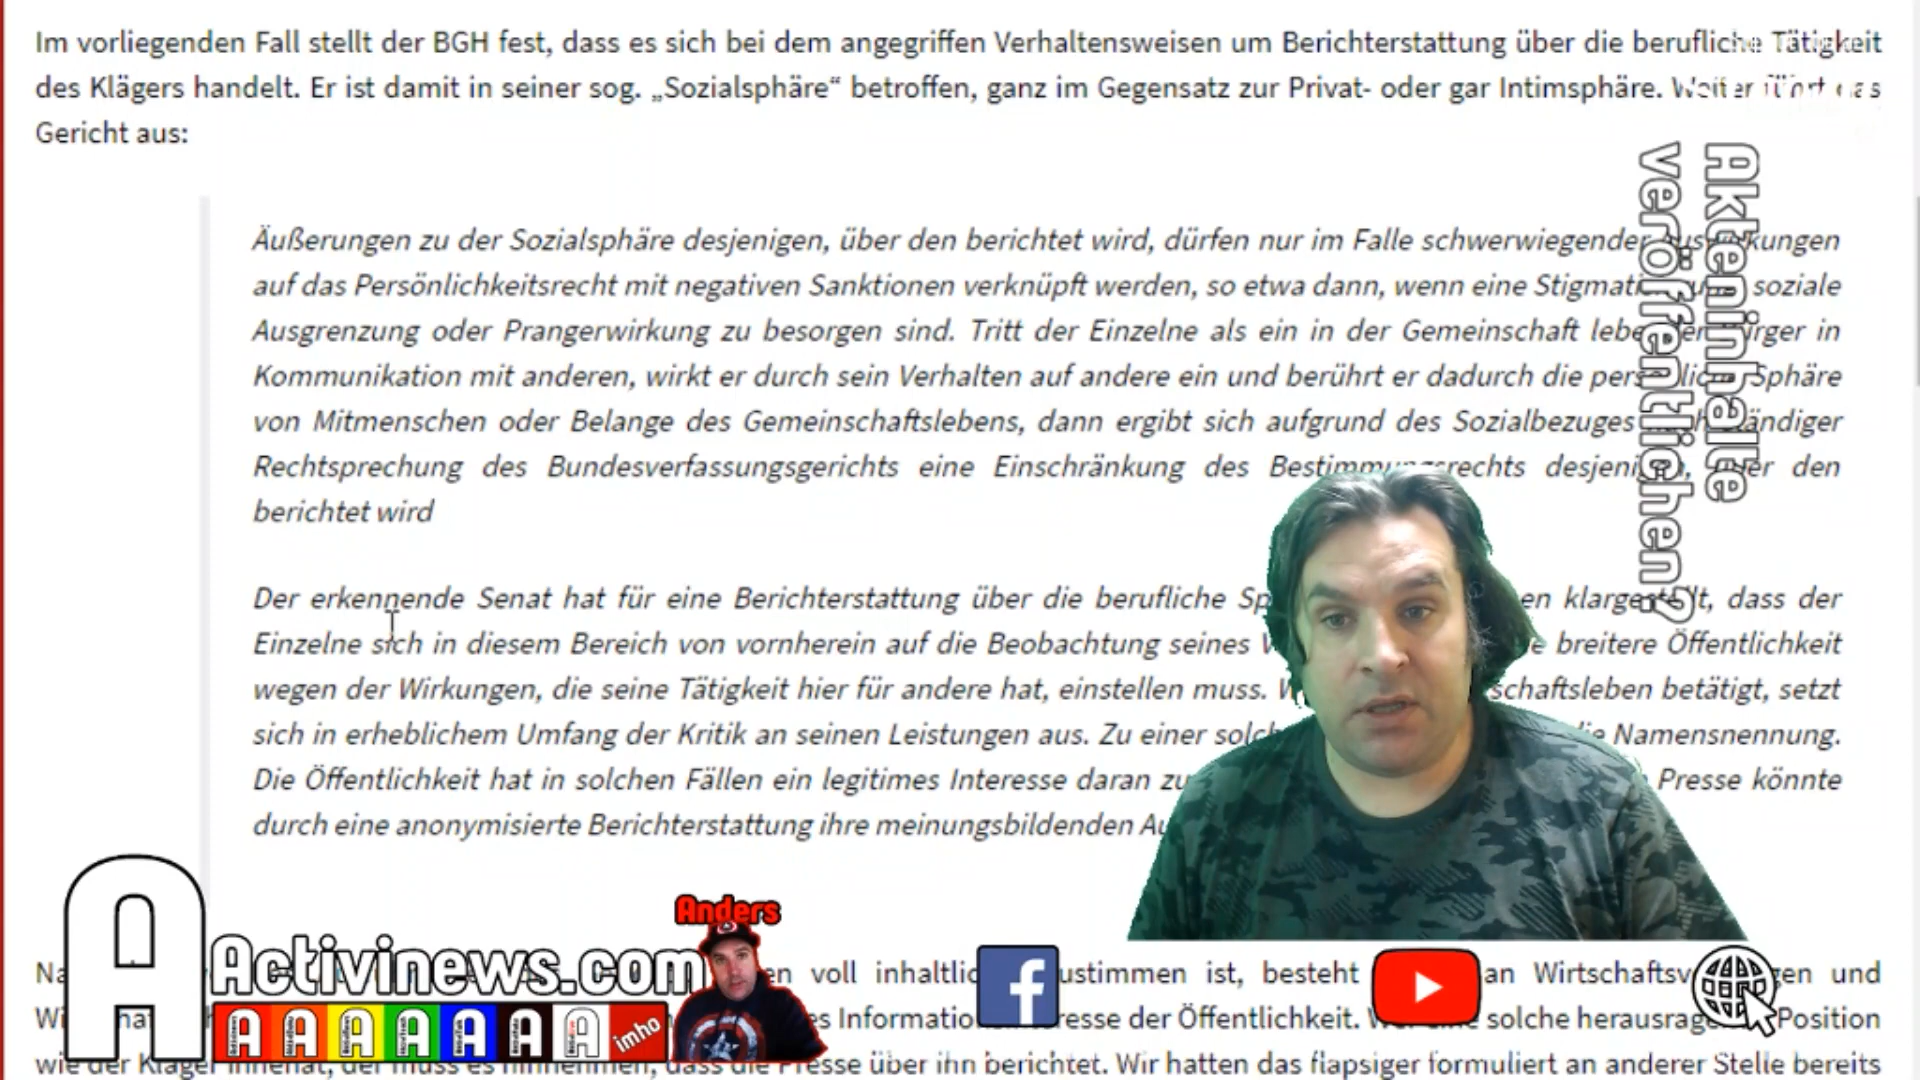 Im vorliegenden Fall stellt der BGH fest, dass es sich bei dem angegriffen Verhaltensweisen um Berichterstattung über die berufliche Tätigkeit
des Klägers handelt. Er ist damit in seiner sog. „Sozialsphäre“ betroffen, ganz im Gegensatz zur Privat- oder gar Intimsphäre. Weiter führt das
Gericht aus:
Äußerungen zu der Sozialsphäre desjenigen, über den berichtet wird, dürfen nur im Falle schwerwiegender
auf das Persönlichkeitsrecht mit negativen Sanktionen verknüpft werden, so etwa dann, wenn eine soziale
Ausgrenzung oder Prangerwirkung zu besorgen sind. Tritt der Einzelne als ein in der Gemeinschaft in
Kommunikation mit anderen, wirkt er durch sein Verhalten auf andere ein und berührt er dadurch die Sphäre
von Mitmenschen oder Belange des Gemeinschaftslebens, dann ergibt sich aufgrund des Sozialbezuges
Rechtsprechung des Bundesverfassungsgerichts eine Einschränkung des Bestimmungsrechts den
berichtet wird
Der erkennende Senat hat für eine Berichterstattung über die berufliche klargestellt, dass der
Einzelne sich in diesem Bereich von vornherein auf die Beobachtung seines breitere Öffentlichkeit
wegen der Wirkungen, die seine Tätigkeit hier für andere hat, einstellen muss. betätigt, setzt
sich in erheblichem Umfang der Kritik an seinen Leistungen aus. Zu einer die Namensnennung.
Die Öffentlichkeit hat in solchen Fällen ein legitimes Interesse daran Presse könnte
durch eine anonymisierte Berichterstattung ihre meinungsbildenden
Akteninhalte
veröffentlichen?
Anders
A
Activinews.com
A A A A A A A imho
f
voll ist, besteht an und
der Öffentlichkeit. solche Position
wie der Kläger dass die Presse über ihn berichtet. Wir hatten das flapsiger formuliert an anderer Stelle bereits